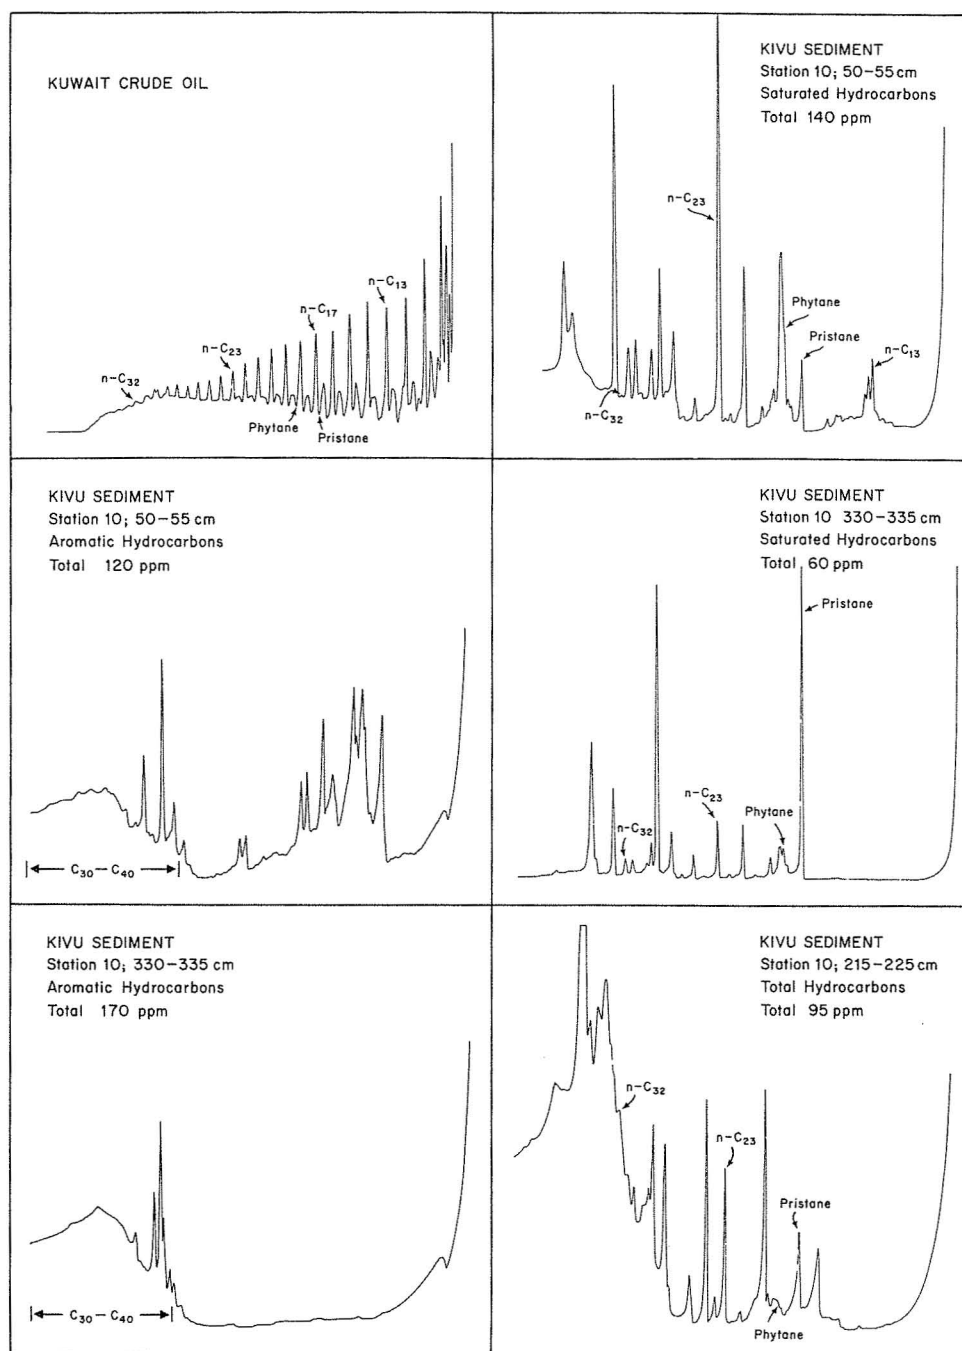 KUWAIT CRUDE OIL
n-C₃₂
n-C₂₃
n-C₁₇
n-C₁₃
Phytane
Pristane
KIVU SEDIMENT
Station 10; 50-55 cm
Saturated Hydrocarbons
Total 140 ppm
n-C₂₃
Phytane
Pristane
n-C₁₃
n-C₃₂
KIVU SEDIMENT
Station 10; 50-55 cm
Aromatic Hydrocarbons
Total 120 ppm
C₃₀-C₄₀
KIVU SEDIMENT
Station 10 330-335 cm
Saturated Hydrocarbons
Total 60 ppm
Pristane
n-C₂₃
Phytane
n-C₃₂
KIVU SEDIMENT
Station 10; 330-335 cm
Aromatic Hydrocarbons
Total 170 ppm
C₃₀-C₄₀
KIVU SEDIMENT
Station 10; 215-225 cm
Total Hydrocarbons
Total 95 ppm
n-C₃₂
n-C₂₃
Pristane
Phytane